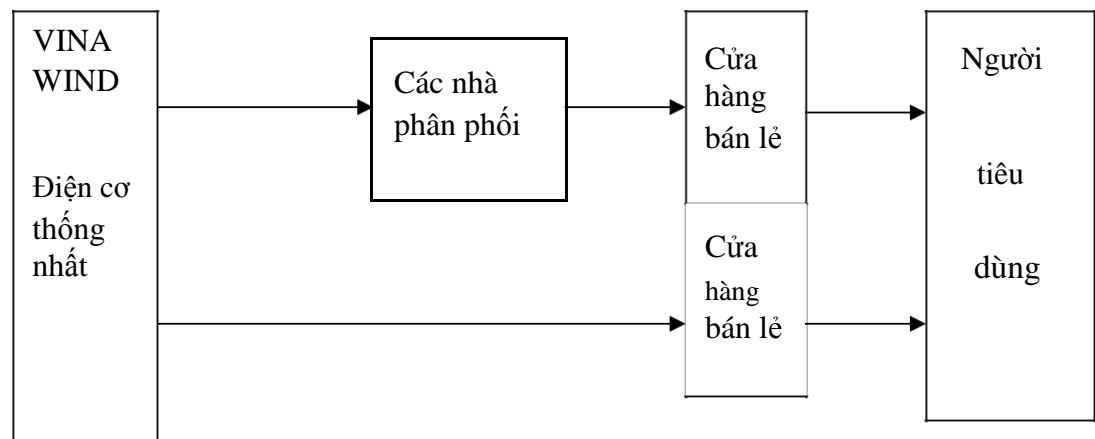 VINA
WIND
Điện cơ
thống
nhất
Các nhà
phân phối
Cửa
hàng
bán lẻ
Cửa
hàng
bán lẻ
Người
tiêu
dùng